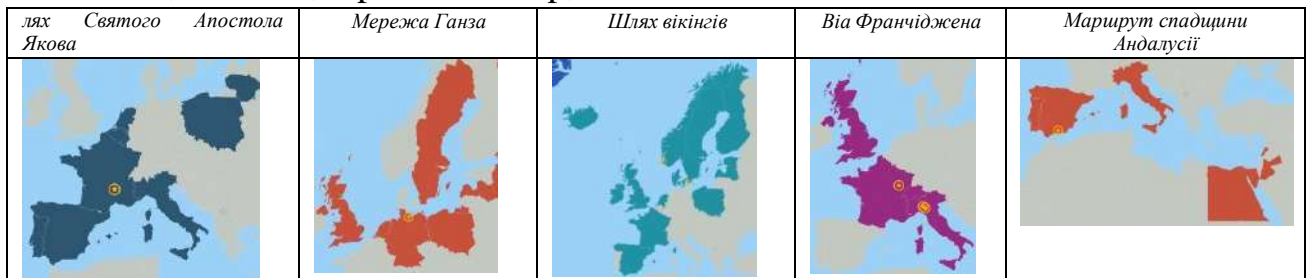 лях Святого Апостола
Якова
Мережа Ганза
Шлях вікінгів
Віа Франчіджена
Маршрут спадщини
Андалусії